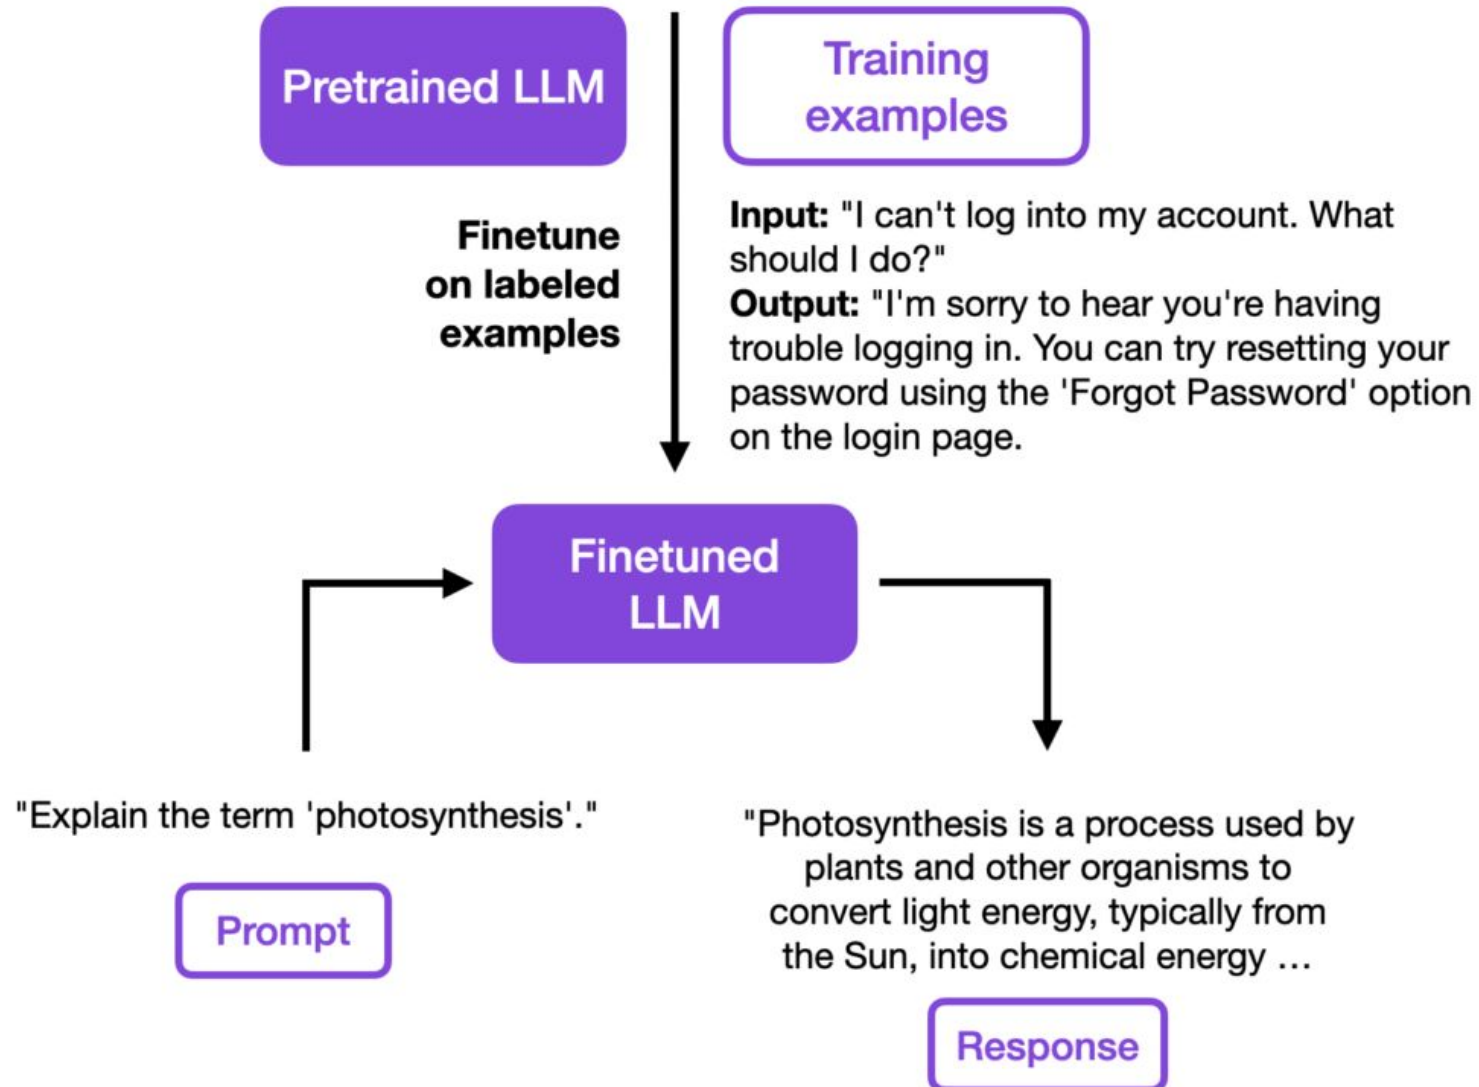 Pretrained LLM
Training
examples
Finetune
on labeled
examples
Input: "I can't log into my account. What
should I do?"
Output: "I'm sorry to hear you're having
trouble logging in. You can try resetting your
password using the 'Forgot Password' option
on the login page.
Finetuned
LLM
"Explain the term 'photosynthesis'."
Prompt
"Photosynthesis is a process used by
plants and other organisms to
convert light energy, typically from
the Sun, into chemical energy ...
Response